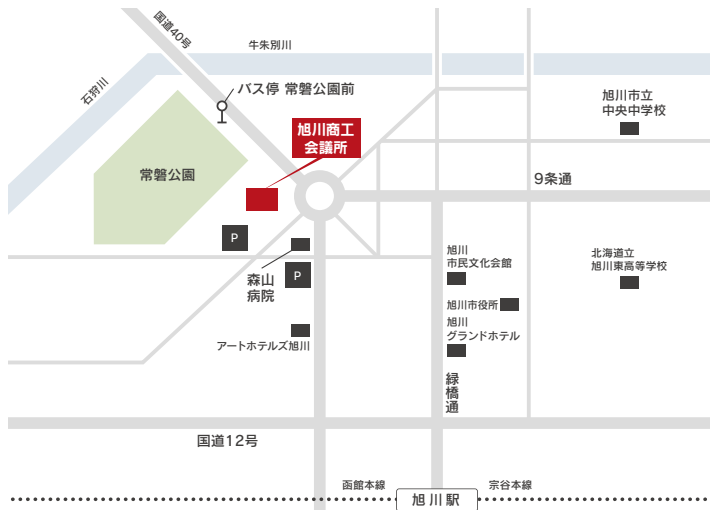 国道40号
牛朱別川
石狩川
バス停 常磐公園前
旭川市立
中央中学校
旭川商工
会議所
常磐公園
9条通
P
旭川
市民文化会館
北海道立
旭川東高等学校
森山
病院
P
旭川市役所
旭川
グランドホテル
アートホテルズ旭川
緑橋通
国道12号
函館本線
宗谷本線
旭川駅